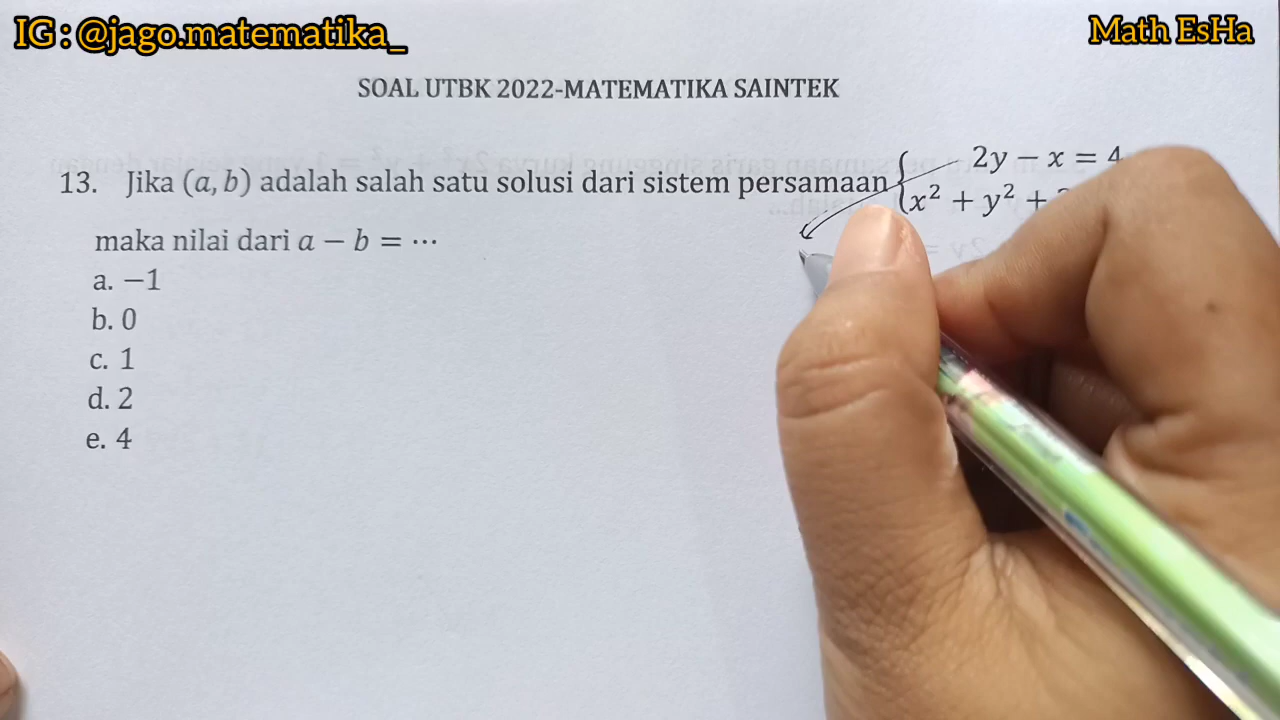 IG : @jago.matematika_
Math EsHa
SOAL UTBK 2022-MATEMATIKA SAINTEK
2y − x = 4
13. Jika (a, b) adalah salah satu solusi dari sistem persamaan {
x² + y² +
maka nilai dari a − b = ⋯
a. −1
b. 0
c. 1
d. 2
e. 4